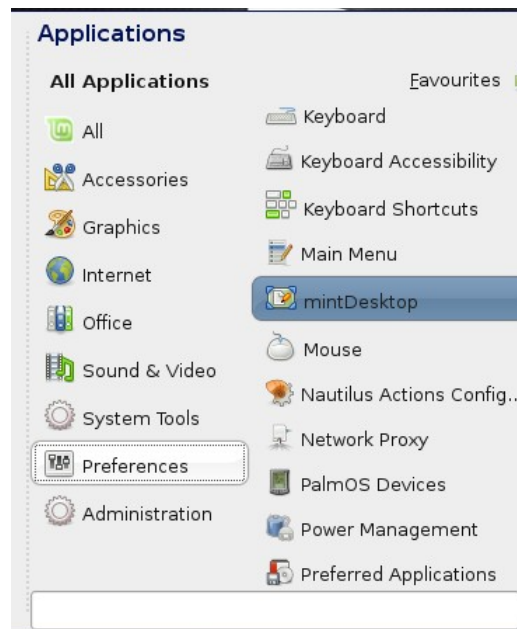 Applications
All Applications
Favourites
All
Accessories
Graphics
Internet
Office
Sound & Video
System Tools
Preferences
Administration
Keyboard
Keyboard Accessibility
Keyboard Shortcuts
Main Menu
mintDesktop
Mouse
Nautilus Actions Config..
Network Proxy
PalmOS Devices
Power Management
Preferred Applications